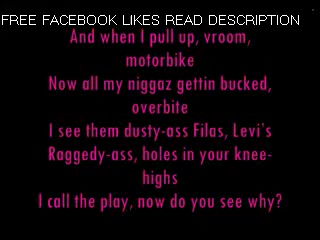 FREE FACEBOOK LIKES READ DESCRIPTION
And when I pull up, vroom,
motorbike
Now all my niggaz gettin bucked,
overbite
I see them dusty-ass Filas, Levi's
Raggedy-ass, holes in your knee-
highs
I call the play, now do you see why?